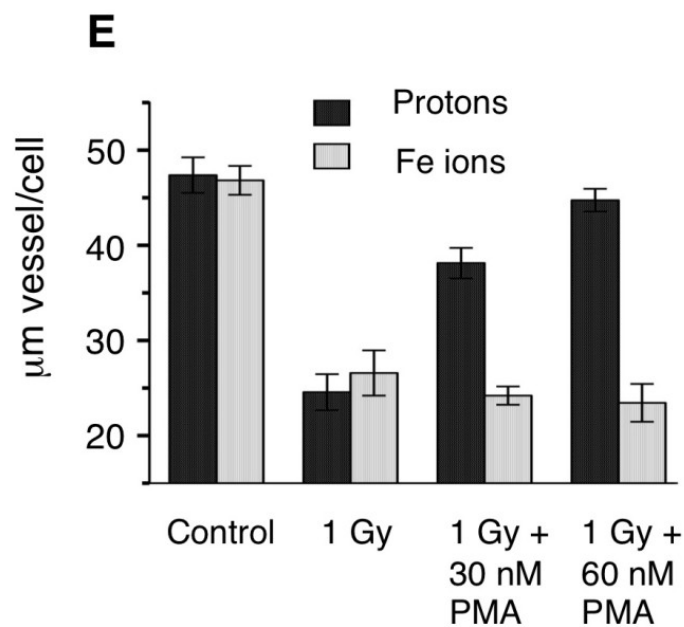 E
Protons
Fe ions
μm vessel/cell
50
40
30
20
Control
1 Gy
1 Gy +
30 nM
PMA
1 Gy +
60 nM
PMA